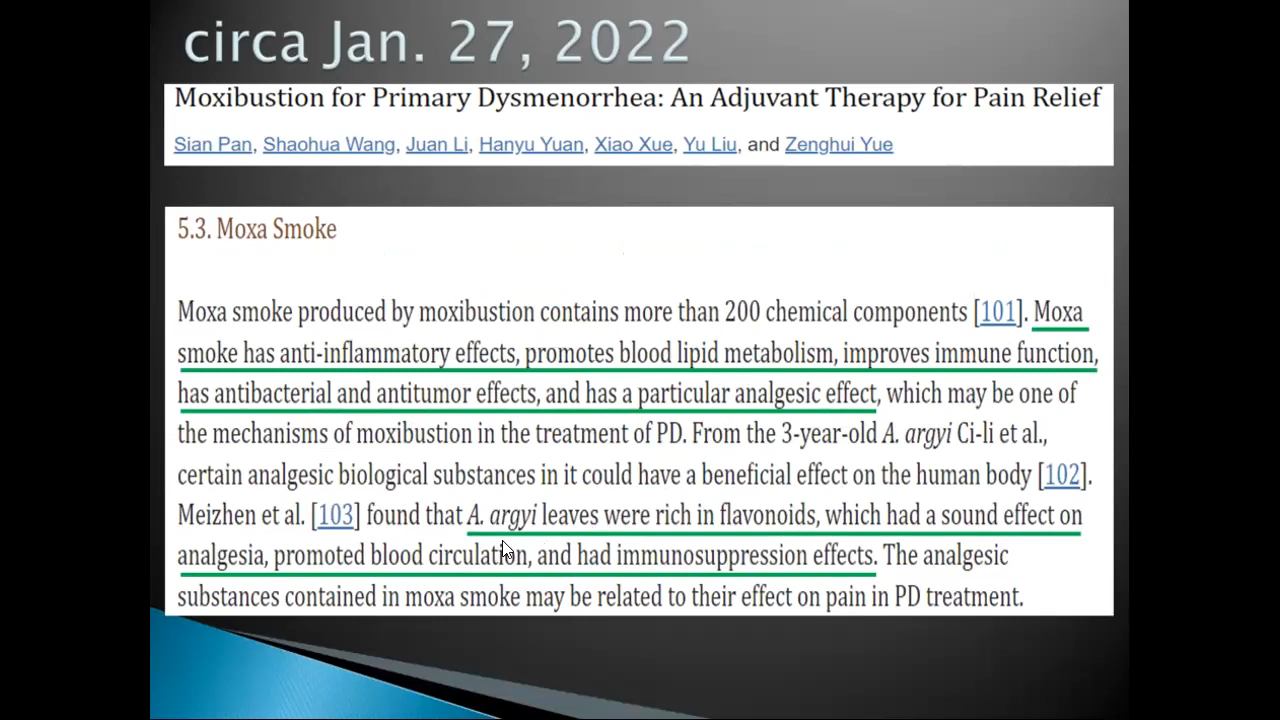 circa Jan. 27, 2022
Moxibustion for Primary Dysmenorrhea: An Adjuvant Therapy for Pain Relief
Sian Pan, Shaohua Wang, Juan Li, Hanyu Yuan, Xiao Xue, Yu Liu, and Zenghui Yue
5.3. Moxa Smoke
Moxa smoke produced by moxibustion contains more than 200 chemical components [101]. Moxa
smoke has anti-inflammatory effects, promotes blood lipid metabolism, improves immune function,
has antibacterial and antitumor effects, and has a particular analgesic effect, which may be one of
the mechanisms of moxibustion in the treatment of PD. From the 3-year-old A. argyi Ci-li et al.,
certain analgesic biological substances in it could have a beneficial effect on the human body [102].
Meizhen et al. [103] found that A. argyi leaves were rich in flavonoids, which had a sound effect on
analgesia, promoted blood circulation, and had immunosuppression effects. The analgesic
substances contained in moxa smoke may be related to their effect on pain in PD treatment.